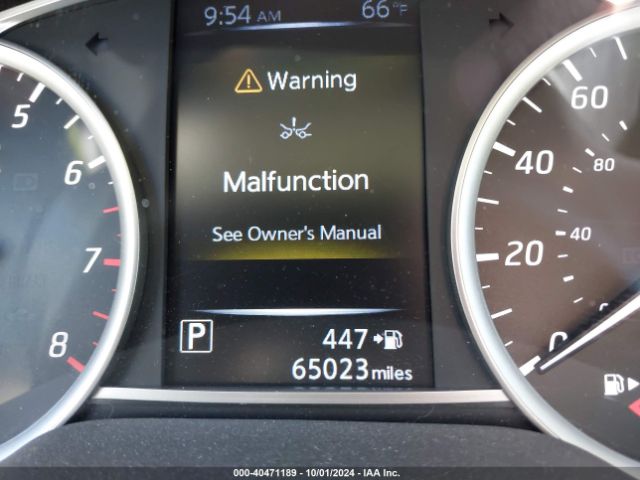 9:54 AM 66°F
Warning
Malfunction
See Owner's Manual
P 447
65023 miles
5
6
7
8
0
20
40
60
40
80
000-40471189 - 10/01/2024 - IAA Inc.